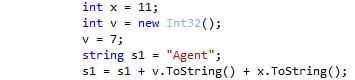 int x = 11;
int v = new Int32();
v = 7;
string s1 = "Agent";
s1 = s1 + v.ToString() + x.ToString();